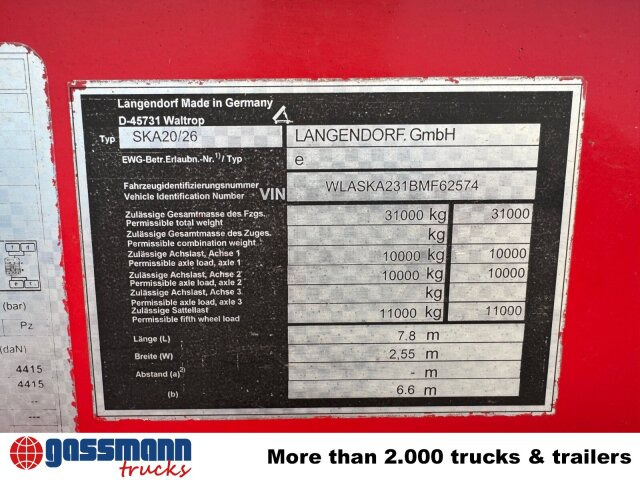 Langendorf Made in Germany
D-45731 Waltrop
Typ SKA20/26 LANGENDORF. GmbH
EWG-Betr.Erlaubn.-Nr.1)/ Typ e
Fahrzeugidentifizierungsnummer
Vehicle Identification Number VIN WLASKA231BMF62574
Zulässige Gesamtmasse des Fzgs.
Permissible total weight 31000 kg 31000
Zulässige Gesamtmasse des Zuges.
Permissible combination weight kg
Zulässige Achslast, Achse 1
Permissible axle load, axle 1 10000 kg 10000
Zulässige Achslast, Achse 2
Permissible axle load, axle 2 10000 kg 10000
Zulässige Achslast, Achse 3
Permissible axle load, axle 3 kg
Zulässige Sattellast
Permissible fifth wheel load 11000 kg 11000
Länge (L) 7.8 m
Breite (W) 2,55 m
Abstand (a)2) - m
(b) 6.6 m
(bar)
Pz
(daN)
4415
4415
---
---
gassmann
trucks
More than 2.000 trucks & trailers